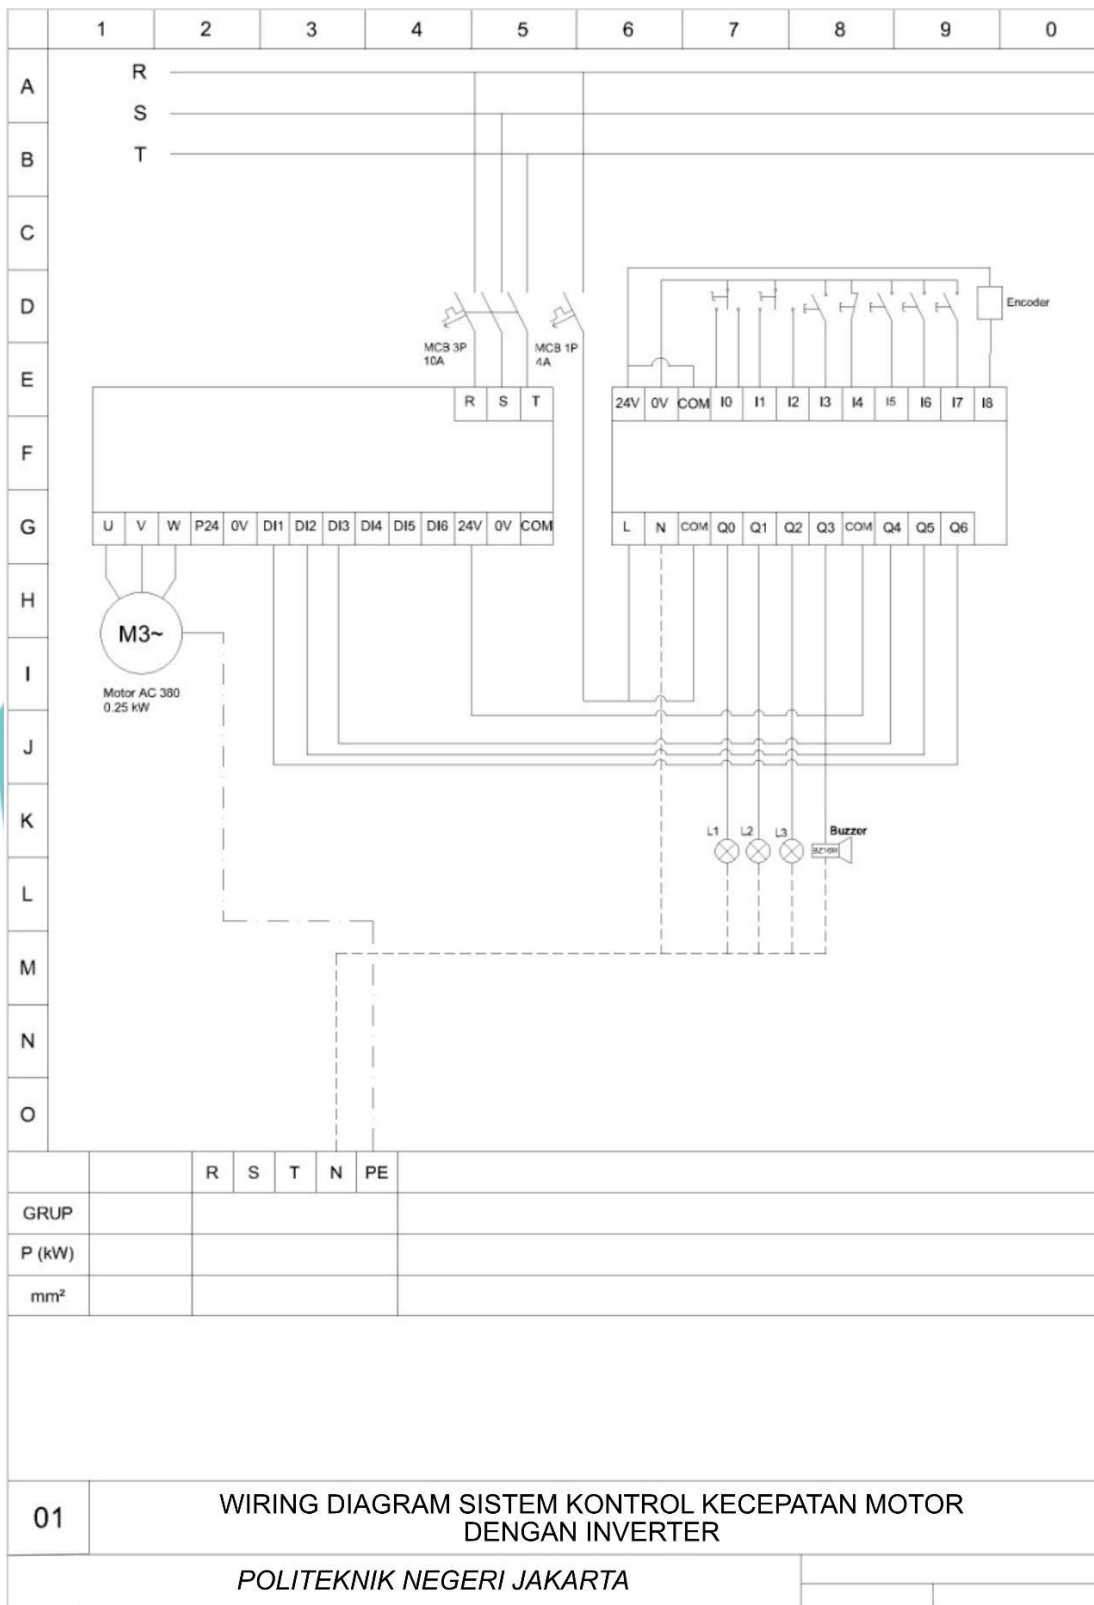 1 2 3 4 5 6 7 8 9 0
A R
S
B T
C
D
Encoder
MCB 3P
10A
MCB 1P
4A
E
R S T
24V 0V COM I0 I1 I2 I3 I4 I5 I6 I7 I8
F
G U V W P24 0V DI1 DI2 DI3 DI4 DI5 DI6 24V 0V COM
L N COM Q0 Q1 Q2 Q3 COM Q4 Q5 Q6
H
M3~
I
Motor AC 380
0.25 kW
J
K
L1 L2 L3 Buzzer
BZ16M
L
M
N
O
R S T N PE
GRUP
P (kW)
mm²
01
WIRING DIAGRAM SISTEM KONTROL KECEPATAN MOTOR
DENGAN INVERTER
POLITEKNIK NEGERI JAKARTA